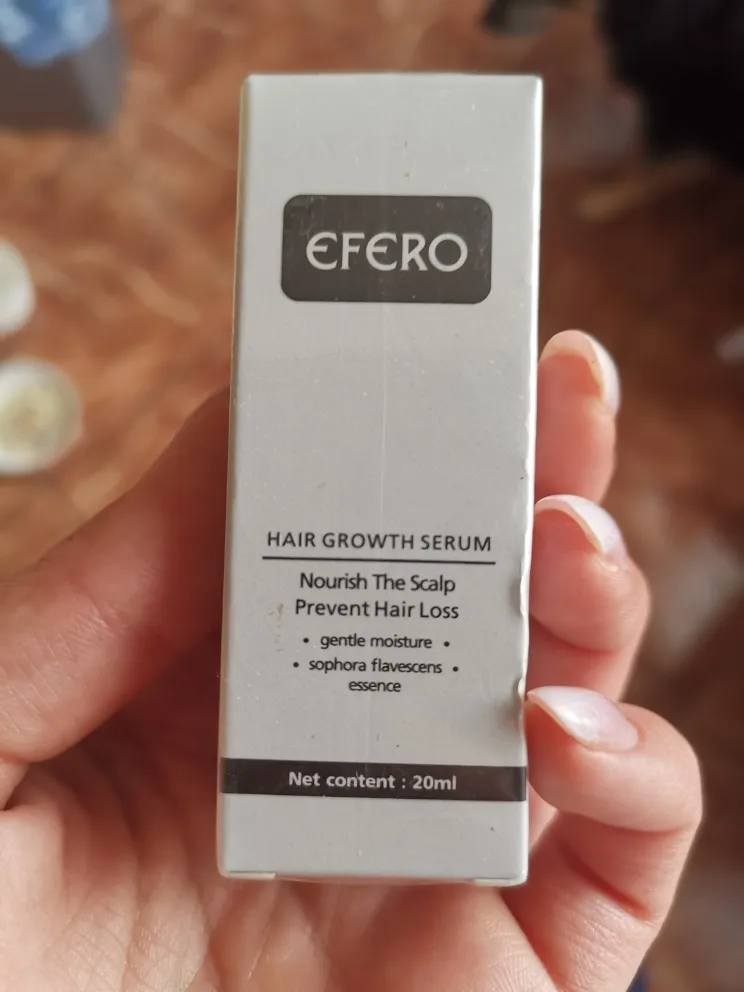 EFERO
HAIR GROWTH SERUM
Nourish The Scalp
Prevent Hair Loss
• gentle moisture •
• sophora flavescens •
essence
Net content : 20ml